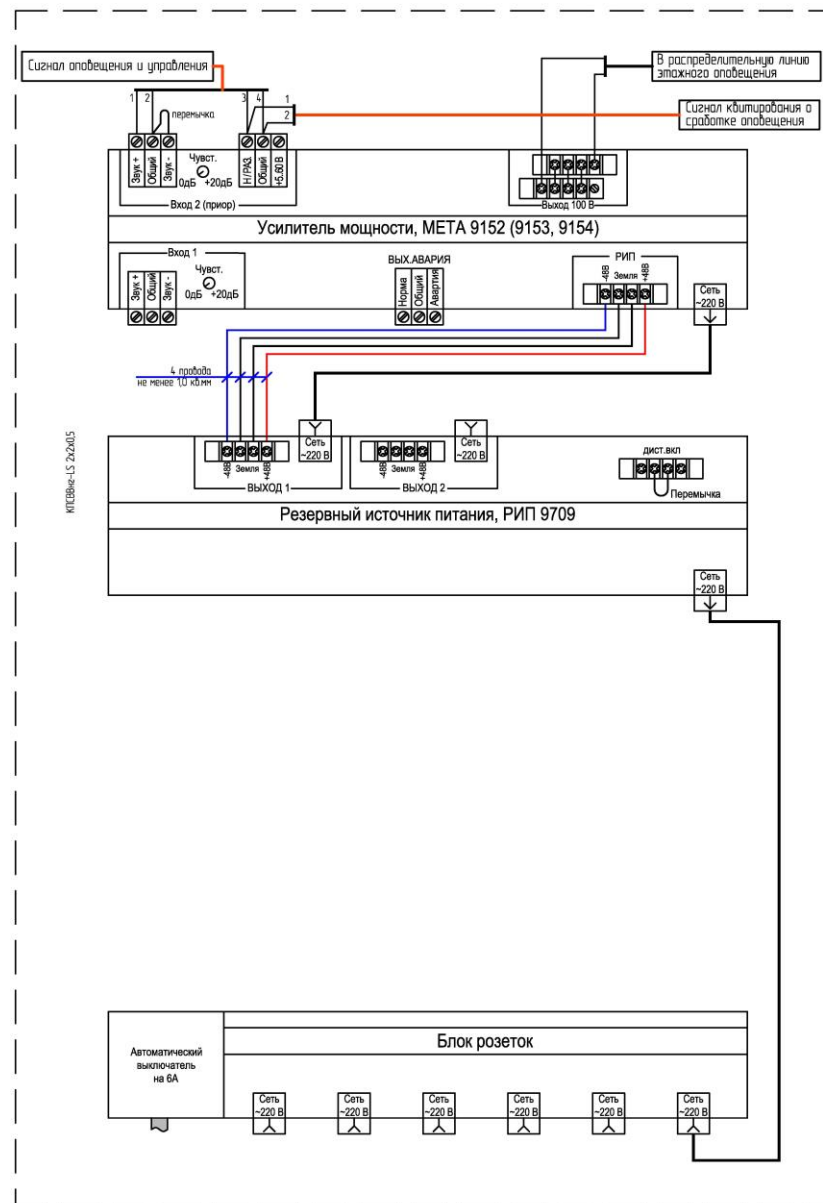 Сигнал оповещения и управления
В распределительную линию
этажного оповещения
1 2 3 4 1
2
перемычка
Сигнал квитирования о
сработке оповещения
Звук +
Общий
Звук -
Чувст.
0дБ +20дБ
Н/РАЗ.
Общий
+5..60 В
Вход 2 (приор)
Выход 100 В
Усилитель мощности, МЕТА 9152 (9153, 9154)
Вход 1
Звук +
Общий
Звук -
Чувст.
0дБ +20дБ
ВЫХ.АВАРИЯ
Норма
Общий
Авартия
РИП
-48В
Земля
+48В
Сеть
~220 В
4 провода
не менее 1,0 кв.мм
КПСВВнг-LS 2x2x0,5
-48В
Земля
+48В
ВЫХОД 1
Сеть
~220 В
-48В
Земля
+48В
ВЫХОД 2
Сеть
~220 В
дист.вкл
Перемычка
Резервный источник питания, РИП 9709
Сеть
~220 В
Автоматический
выключатель
на 6А
Блок розеток
Сеть
~220 В
Сеть
~220 В
Сеть
~220 В
Сеть
~220 В
Сеть
~220 В
Сеть
~220 В